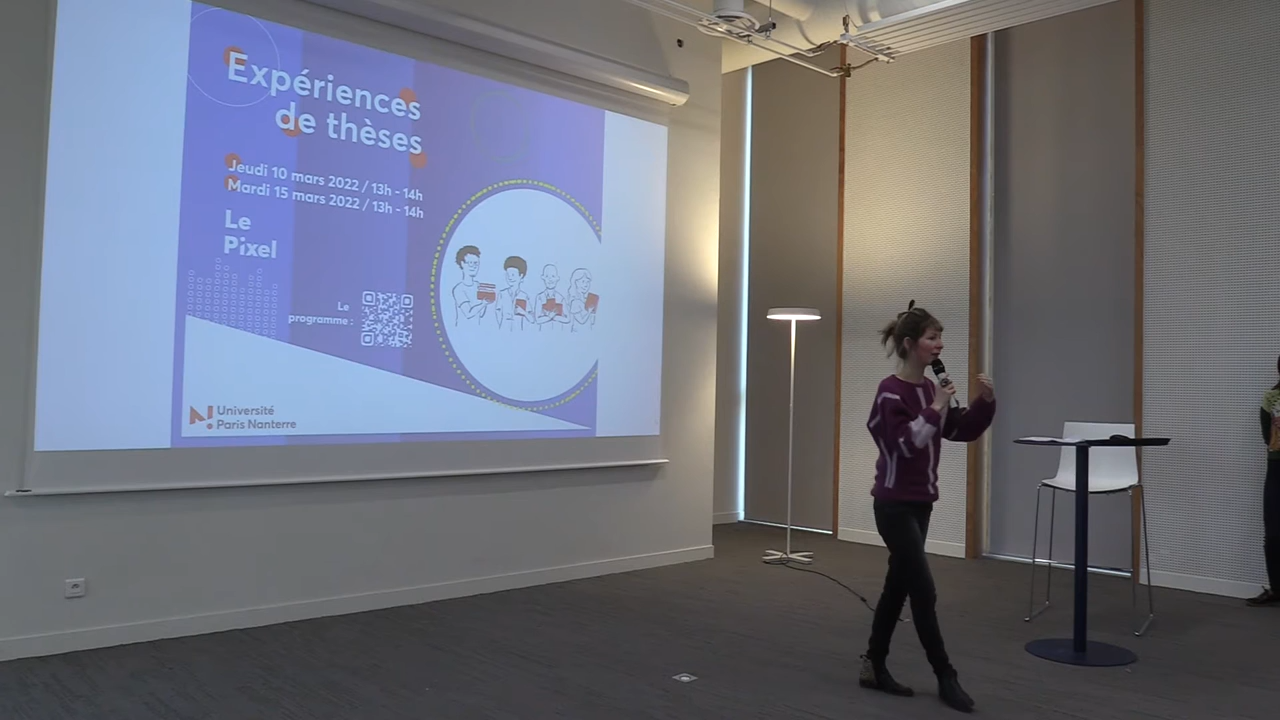 Expériences
de thèses
Jeudi 10 mars 2022 / 13h - 14h
Mardi 15 mars 2022 / 13h - 14h
Le
Pixel
Le
programme :
Université
Paris Nanterre